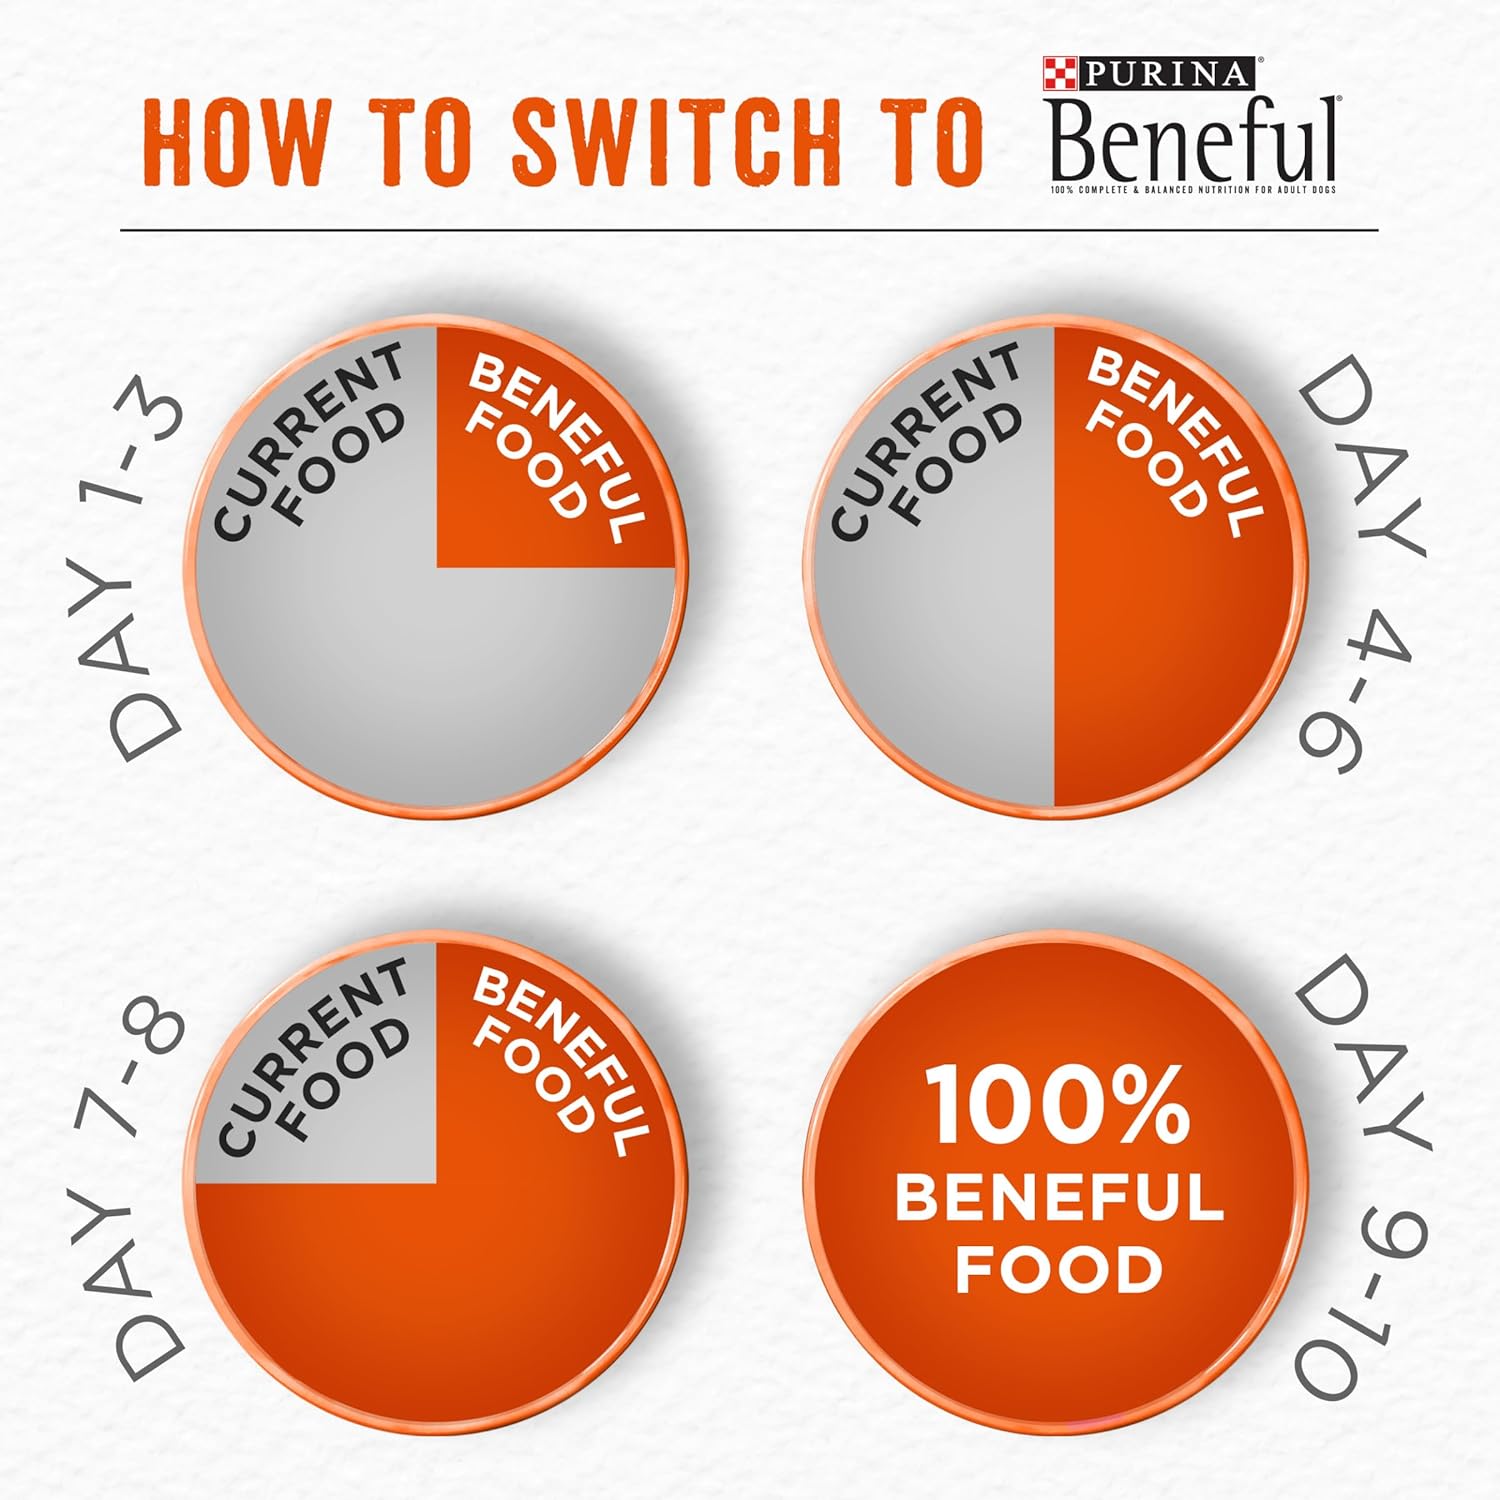 HOW TO SWITCH TO
PURINA®
Beneful®
100% COMPLETE & BALANCED NUTRITION FOR ADULT DOGS
DAY 1-3
CURRENT
FOOD
BENEFUL
FOOD
DAY 4-6
CURRENT
FOOD
BENEFUL
FOOD
DAY 7-8
CURRENT
FOOD
BENEFUL
FOOD
DAY 9-10
100%
BENEFUL
FOOD